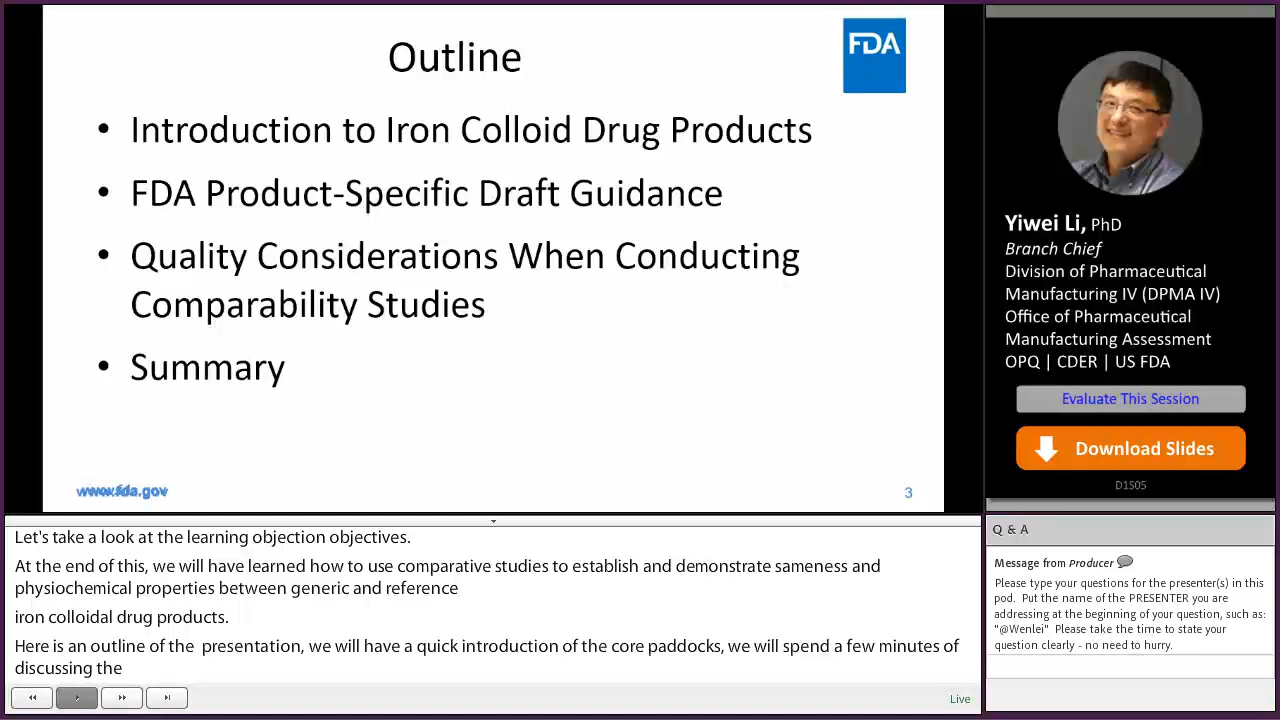 Outline
FDA
• Introduction to Iron Colloid Drug Products
• FDA Product-Specific Draft Guidance
• Quality Considerations When Conducting
Comparability Studies
• Summary
www.fda.gov
3
Yiwei Li, PhD
Branch Chief
Division of Pharmaceutical
Manufacturing IV (DPMA IV)
Office of Pharmaceutical
Manufacturing Assessment
OPQ | CDER | US FDA
Evaluate This Session
Download Slides
D1S05
Let's take a look at the learning objection objectives.
At the end of this, we will have learned how to use comparative studies to establish and demonstrate sameness and
physiochemical properties between generic and reference
iron colloidal drug products.
Here is an outline of the presentation, we will have a quick introduction of the core paddocks, we will spend a few minutes of
discussing the
Live
Q & A
Message from Producer
Please type your questions for the presenter(s) in this
pod. Put the name of the PRESENTER you are
addressing at the beginning of your question, such as:
"@Wenlei" Please take the time to state your
question clearly - no need to hurry.